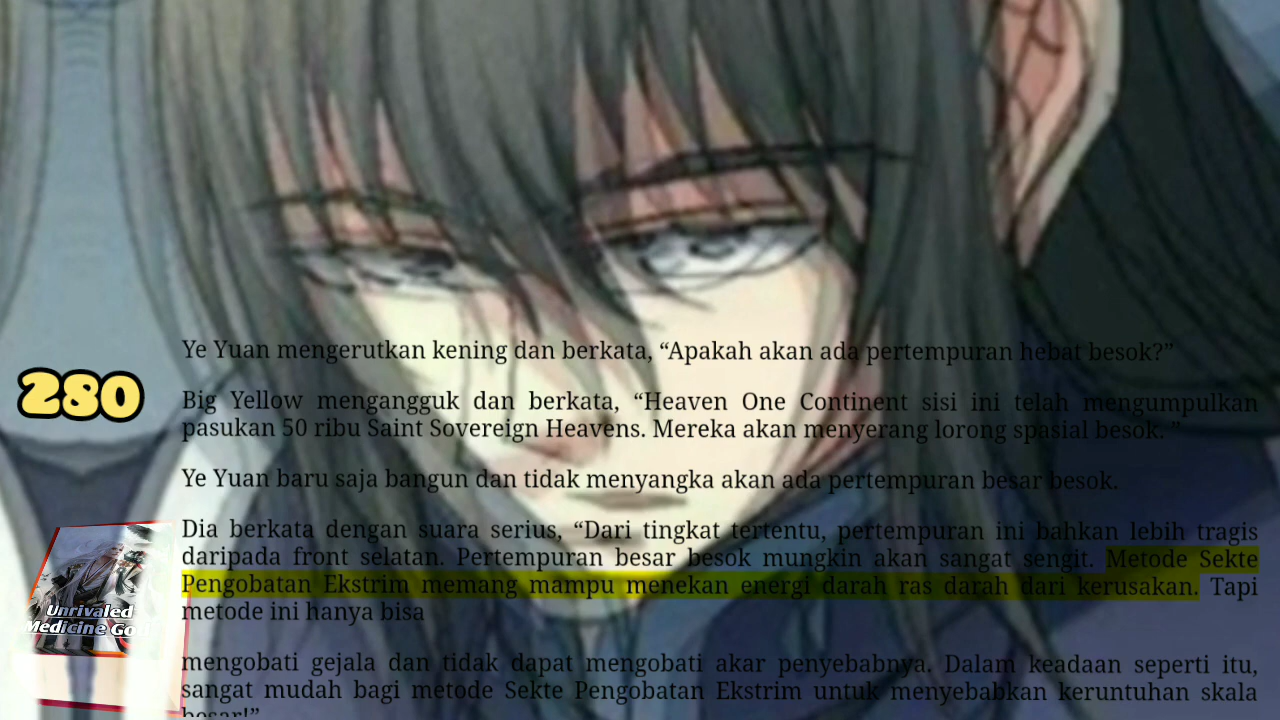 Ye Yuan mengerutkan kening dan berkata, “Apakah akan ada pertempuran hebat besok?”
280
Big Yellow mengangguk dan berkata, “Heaven One Continent sisi ini telah mengumpulkan
pasukan 50 ribu Saint Sovereign Heavens. Mereka akan menyerang lorong spasial besok. ”
Ye Yuan baru saja bangun dan tidak menyangka akan ada pertempuran besar besok.
Dia berkata dengan suara serius, “Dari tingkat tertentu, pertempuran ini bahkan lebih tragis
daripada front selatan. Pertempuran besar besok mungkin akan sangat sengit. Metode Sekte
Pengobatan Ekstrim memang mampu menekan energi darah ras darah dari kerusakan. Tapi
metode ini hanya bisa
Unrivaled
Medicine God
mengobati gejala dan tidak dapat mengobati akar penyebabnya. Dalam keadaan seperti itu,
sangat mudah bagi metode Sekte Pengobatan Ekstrim untuk menyebabkan keruntuhan skala
besar!”